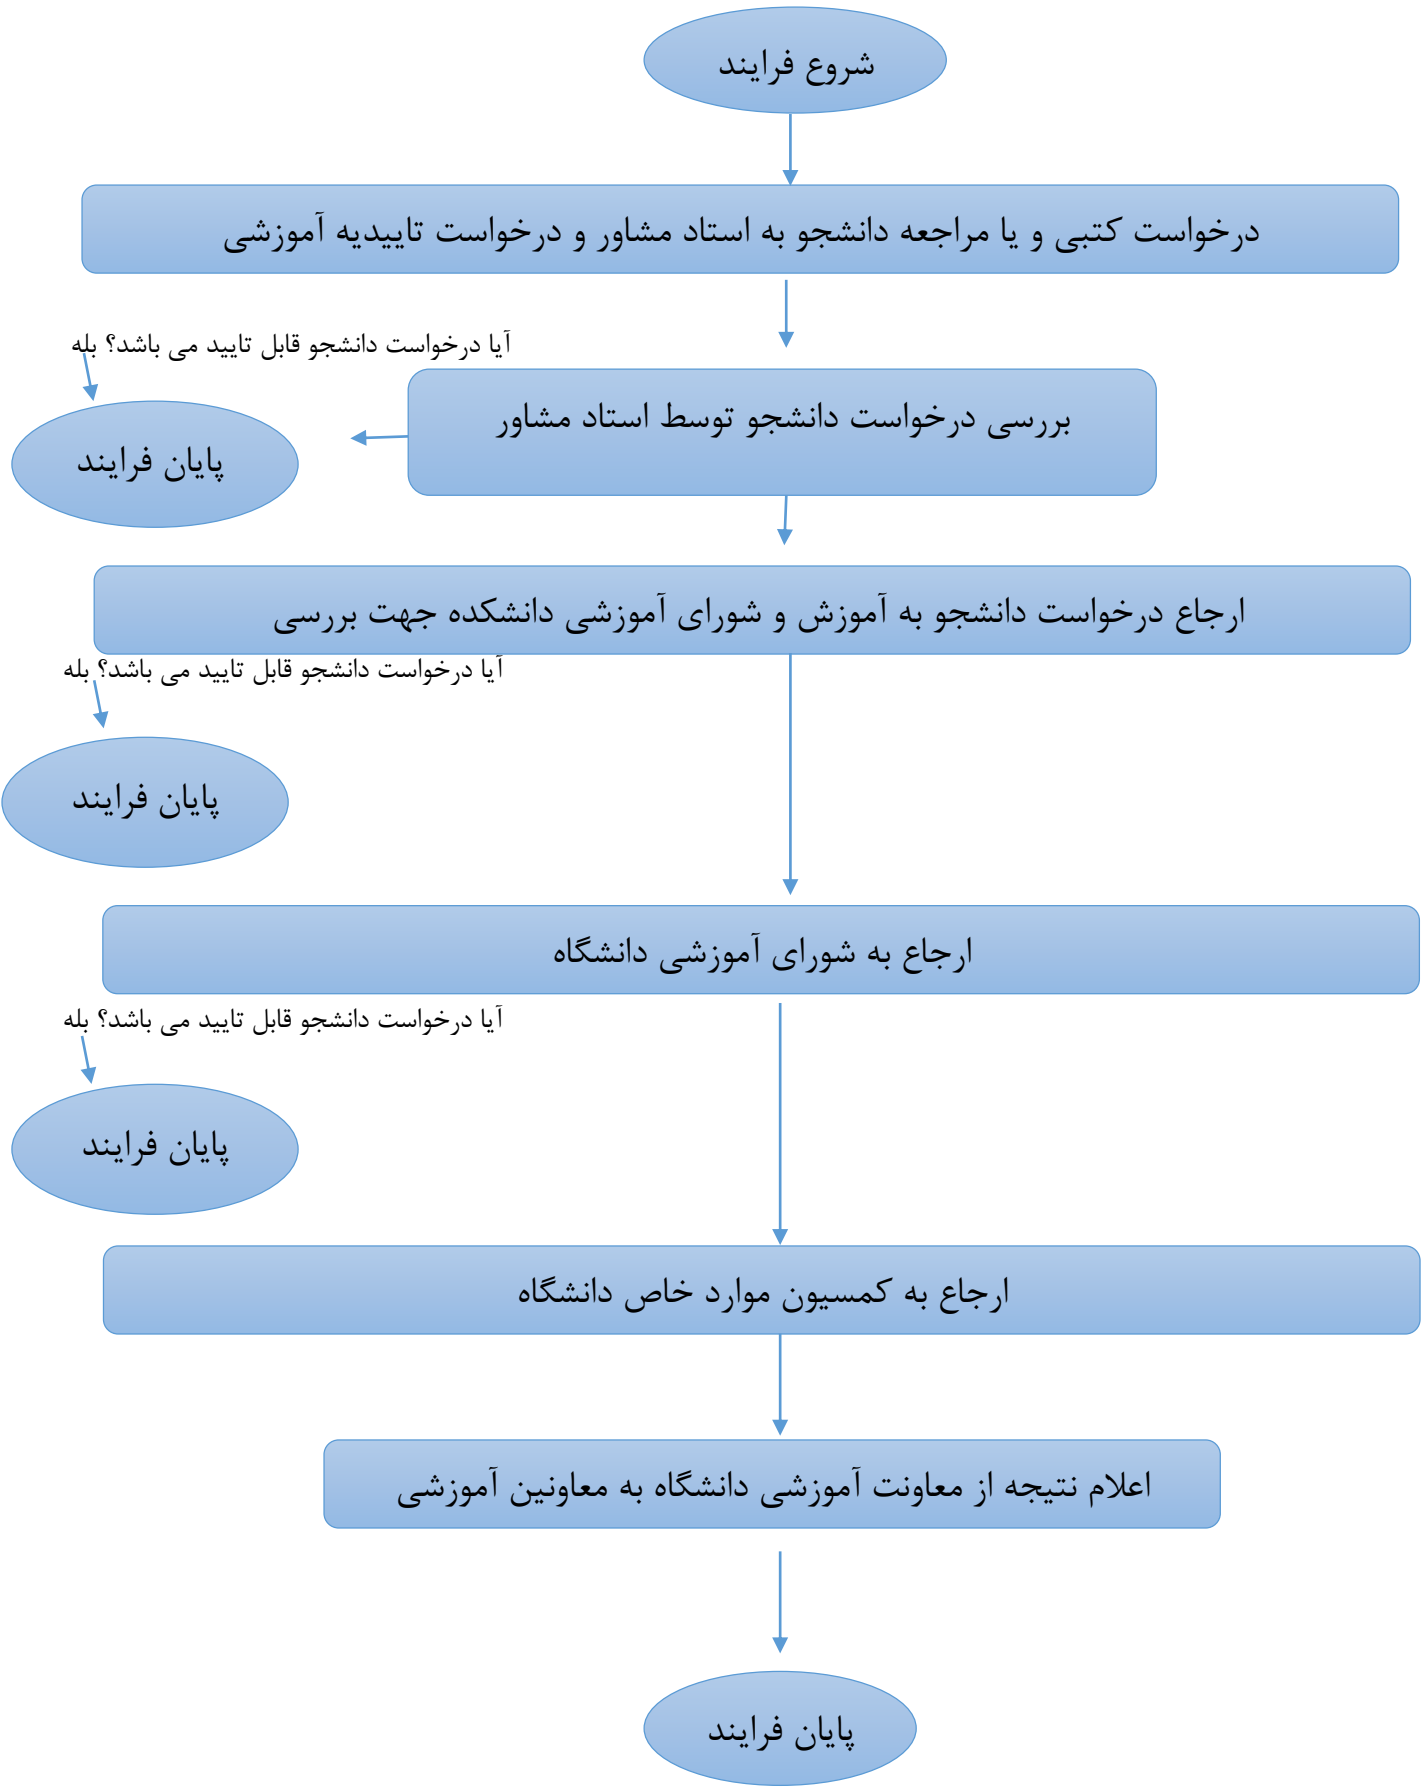 شروع فرایند
درخواست کتبی و یا مراجعه دانشجو به استاد مشاور و درخواست تاییدیه آموزشی
آیا درخواست دانشجو قابل تایید می باشد؟ بله
بررسی درخواست دانشجو توسط استاد مشاور
پایان فرایند
ارجاع درخواست دانشجو به آموزش و شورای آموزشی دانشکده جهت بررسی
آیا درخواست دانشجو قابل تایید می باشد؟ بله
پایان فرایند
ارجاع به شورای آموزشی دانشگاه
آیا درخواست دانشجو قابل تایید می باشد؟ بله
پایان فرایند
ارجاع به کمسیون موارد خاص دانشگاه
اعلام نتیجه از معاونت آموزشی دانشگاه به معاونین آموزشی
پایان فرایند